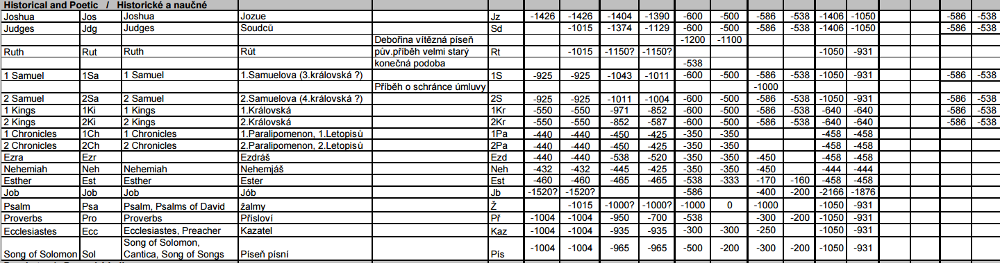 Historical and Poetic / Historické a naučné
Joshua Jos Joshua Jozue Jz -1426 -1426 -1404 -1390 -600 -500 -586 -538 -1406 -1050 -586 -538
Judges Jdg Judges Soudců Sd -1015 -1374 -1129 -600 -500 -586 -538 -1406 -1050 -586 -538
Debořina vítězná píseň -1200 -1100
Ruth Rut Ruth Rút pův.příběh velmi starý Rt -1015 -1150? -1150? -1050 -931
konečná podoba -538
1 Samuel 1Sa 1 Samuel 1.Samuelova (3.královská ?) 1S -925 -925 -1043 -1011 -600 -500 -586 -538 -1050 -931 -586 -538
Příběh o schránce úmluvy -1000
2 Samuel 2Sa 2 Samuel 2.Samuelova (4.královská ?) 2S -925 -925 -1011 -1004 -600 -500 -586 -538 -1050 -931 -586 -538
1 Kings 1Ki 1 Kings 1.Královská 1Kr -550 -550 -971 -852 -600 -500 -586 -538 -640 -640 -586 -538
2 Kings 2Ki 2 Kings 2.Královská 2Kr -550 -550 -852 -587 -600 -500 -586 -538 -640 -640 -586 -538
1 Chronicles 1Ch 1 Chronicles 1.Paralipomenon, 1.Letopisů 1Pa -440 -440 -450 -425 -350 -350 -458 -458
2 Chronicles 2Ch 2 Chronicles 2.Paralipomenon, 2.Letopisů 2Pa -440 -440 -450 -425 -350 -350 -458 -458
Ezra Ezr Ezdráš Ezd -440 -440 -538 -520 -350 -350 -450 -458 -458
Nehemiah Neh Nehemiah Nehemjáš Neh -432 -432 -445 -425 -350 -350 -450 -444 -444
Esther Est Esther Ester Est -460 -460 -465 -465 -538 -333 -170 -160 -458 -458
Job Job Job Jób Jb -1520? -1520? -586 -400 -200 -2166 -1876
Psalm Psa Psalm, Psalms of David žalmy Ž -1015 -1000? -1000? -1000 0 -1000 -1050 -931
Proverbs Pro Proverbs Přísloví Př -1004 -1004 -950 -700 -538 -300 -200 -1050 -931
Ecclesiastes Ecc Ecclesiastes, Preacher Kazatel Kaz -1004 -1004 -935 -935 -300 -300 -250 -1050 -931
Song of Solomon,
Song of Solomon Sol Cantica, Song of Songs Píseň písní Pís -1004 -1004 -965 -965 -500 -200 -300 -200 -1050 -931